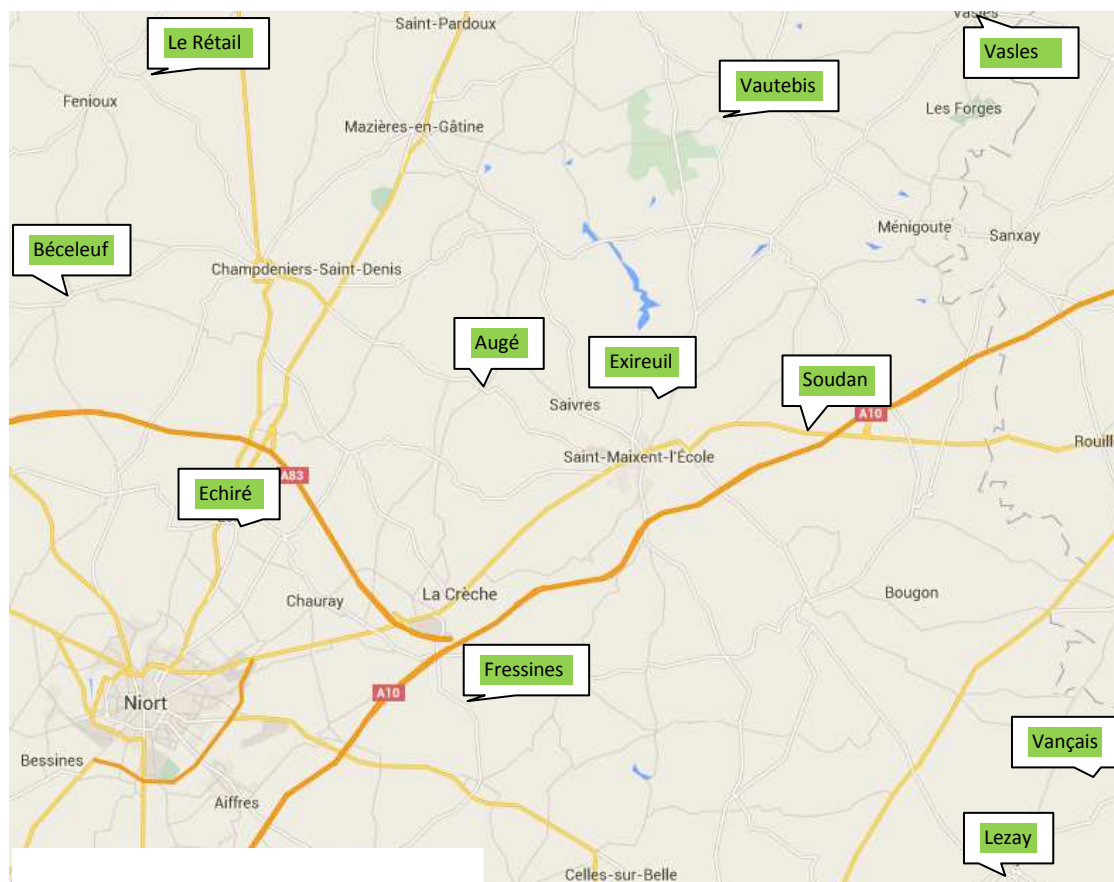 Saint-Pardoux
Vasles
Le Rétail
Vasles
Vautebis
Fenioux
Les Forges
Mazières-en-Gâtine
Ménigoute
Sanxay
Béceleuf
Champdeniers-Saint-Denis
Augé
Exireuil
Soudan
Saivres
A10
Rouill
Saint-Maixent-l'École
A83
Echiré
La Crèche
Chauray
Bougon
Fressines
A10
Niort
Vançais
Bessines
Aiffres
Lezay
Celles-sur-Belle